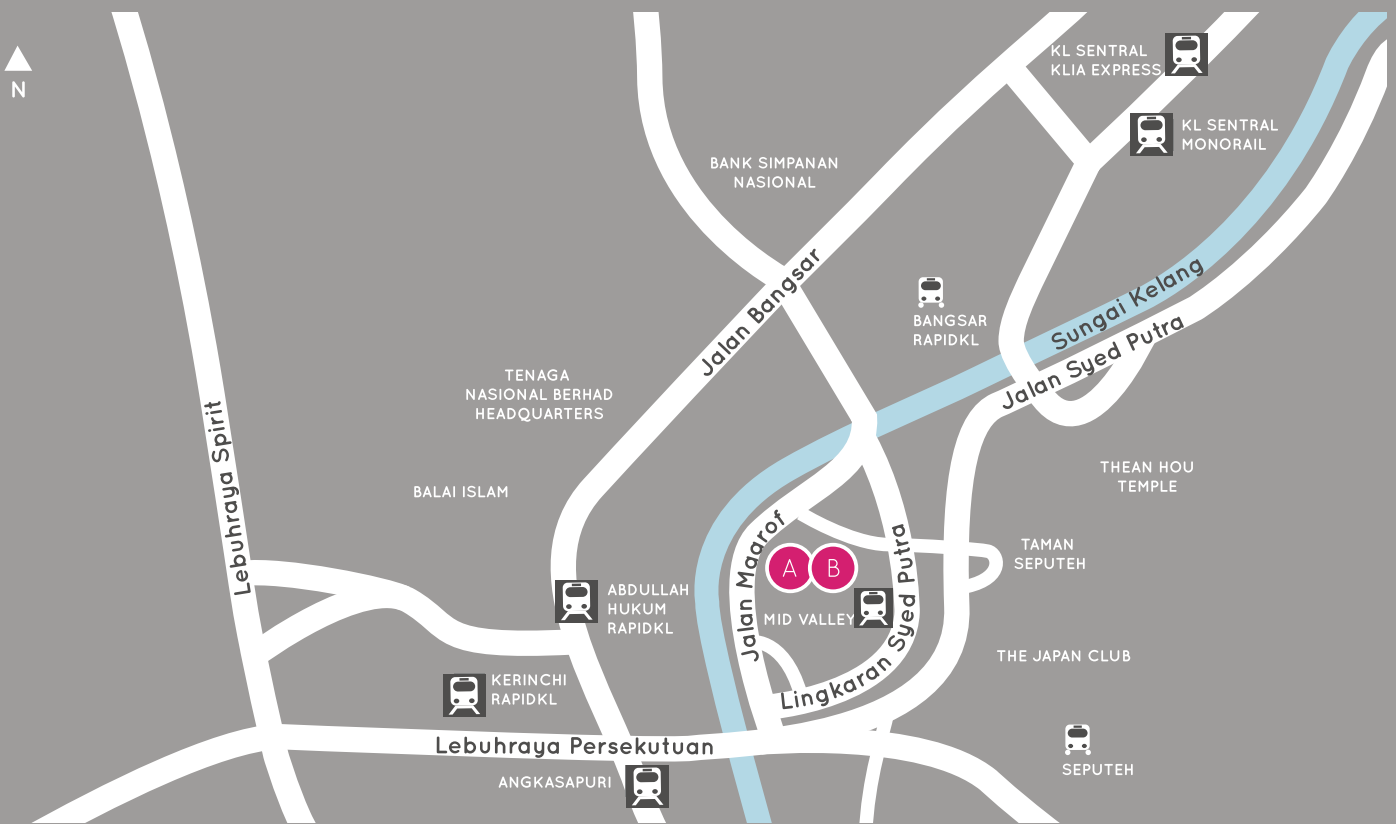 KL SENTRAL
KLIA EXPRESS
N
KL SENTRAL
MONORAIL
BANK SIMPANAN
NASIONAL
Jalan Bangsar
Sungai Kelang
BANGSAR
RAPIDKL
Jalan Syed Putra
TENAGA
NASIONAL BERHAD
HEADQUARTERS
Lebuhraya Spirit
THEAN HOU
TEMPLE
BALAI ISLAM
Jalan Maarof
Lingkaran Syed Putra
TAMAN
SEPUTEH
A
B
ABDULLAH
HUKUM
RAPIDKL
MID VALLEY
THE JAPAN CLUB
KERINCHI
RAPIDKL
Lebuhraya Persekutuan
SEPUTEH
ANGKASAPURI